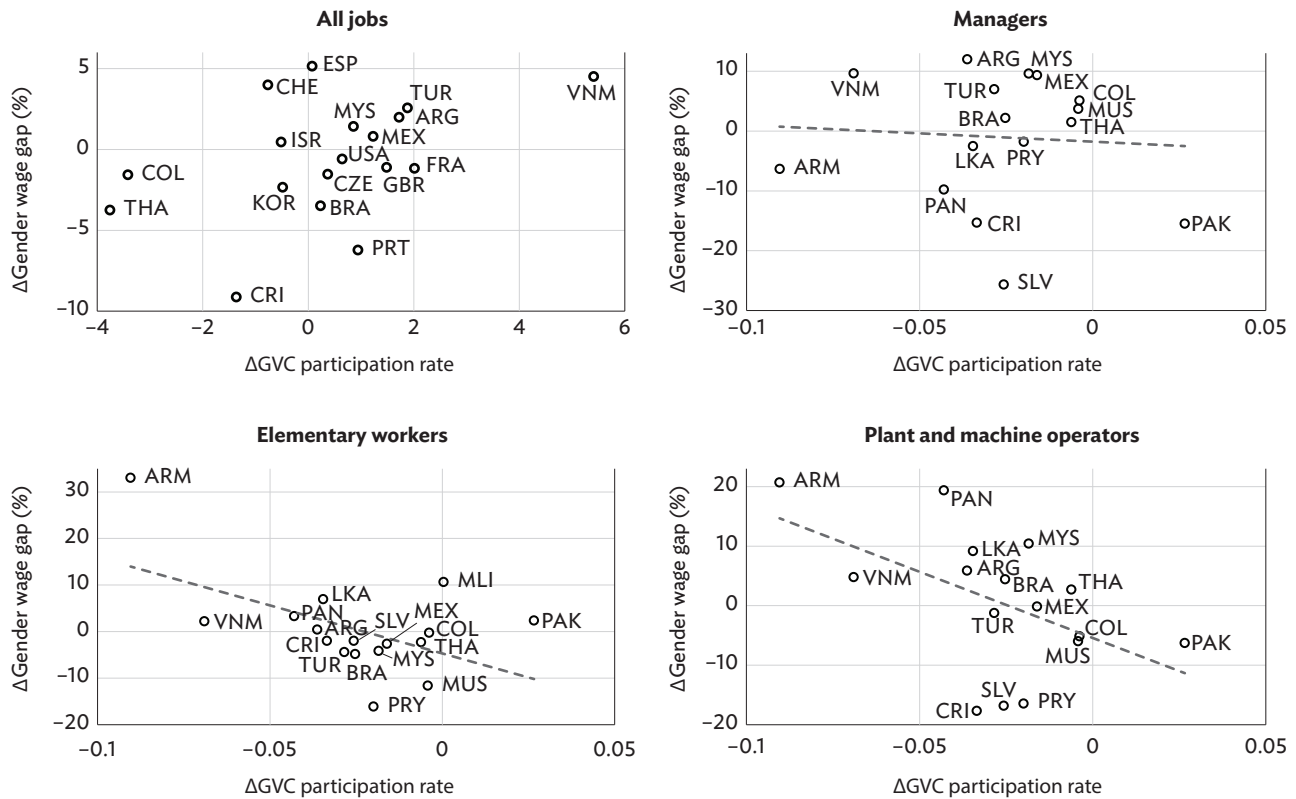 All jobs
ΔGender wage gap (%)
5
0
−5
−10
ESP
CHE
VNM
TUR
MYS
ARG
ISR
MEX
USA
COL
FRA
CZE
GBR
KOR
THA
BRA
PRT
CRI
−4
−2
0
2
4
6
ΔGVC participation rate
Managers
ΔGender wage gap (%)
10
0
−10
−20
−30
ARG
MYS
VNM
MEX
TUR
COL
MUS
BRA
THA
LKA
PRY
ARM
PAN
CRI
PAK
SLV
−0.1
−0.05
0
0.05
ΔGVC participation rate
Elementary workers
ΔGender wage gap (%)
30
20
10
0
−10
−20
ARM
MLI
LKA
PAN
SLV
MEX
VNM
PAK
ARG
COL
CRI
THA
TUR
BRA
MYS
MUS
PRY
−0.1
−0.05
0
0.05
ΔGVC participation rate
Plant and machine operators
ΔGender wage gap (%)
20
10
0
−10
−20
ARM
PAN
MYS
LKA
ARG
VNM
BRA
THA
MEX
TUR
COL
MUS
PAK
SLV
PRY
CRI
−0.1
−0.05
0
0.05
ΔGVC participation rate